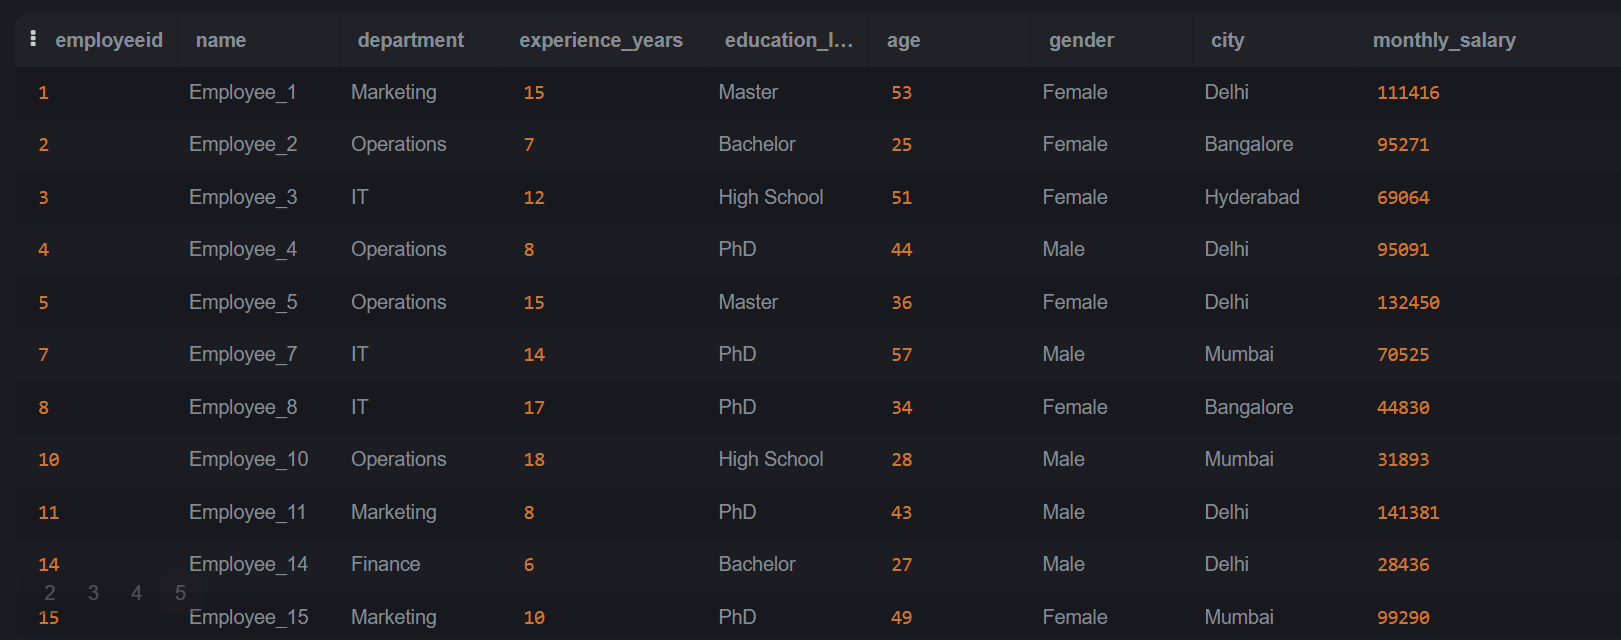 employeeid name department experience_years education_l... age gender city monthly_salary
1 Employee_1 Marketing 15 Master 53 Female Delhi 111416
2 Employee_2 Operations 7 Bachelor 25 Female Bangalore 95271
3 Employee_3 IT 12 High School 51 Female Hyderabad 69064
4 Employee_4 Operations 8 PhD 44 Male Delhi 95091
5 Employee_5 Operations 15 Master 36 Female Delhi 132450
7 Employee_7 IT 14 PhD 57 Male Mumbai 70525
8 Employee_8 IT 17 PhD 34 Female Bangalore 44830
10 Employee_10 Operations 18 High School 28 Male Mumbai 31893
11 Employee_11 Marketing 8 PhD 43 Male Delhi 141381
14 Employee_14 Finance 6 Bachelor 27 Male Delhi 28436
2 3 4 5
15 Employee_15 Marketing 10 PhD 49 Female Mumbai 99290